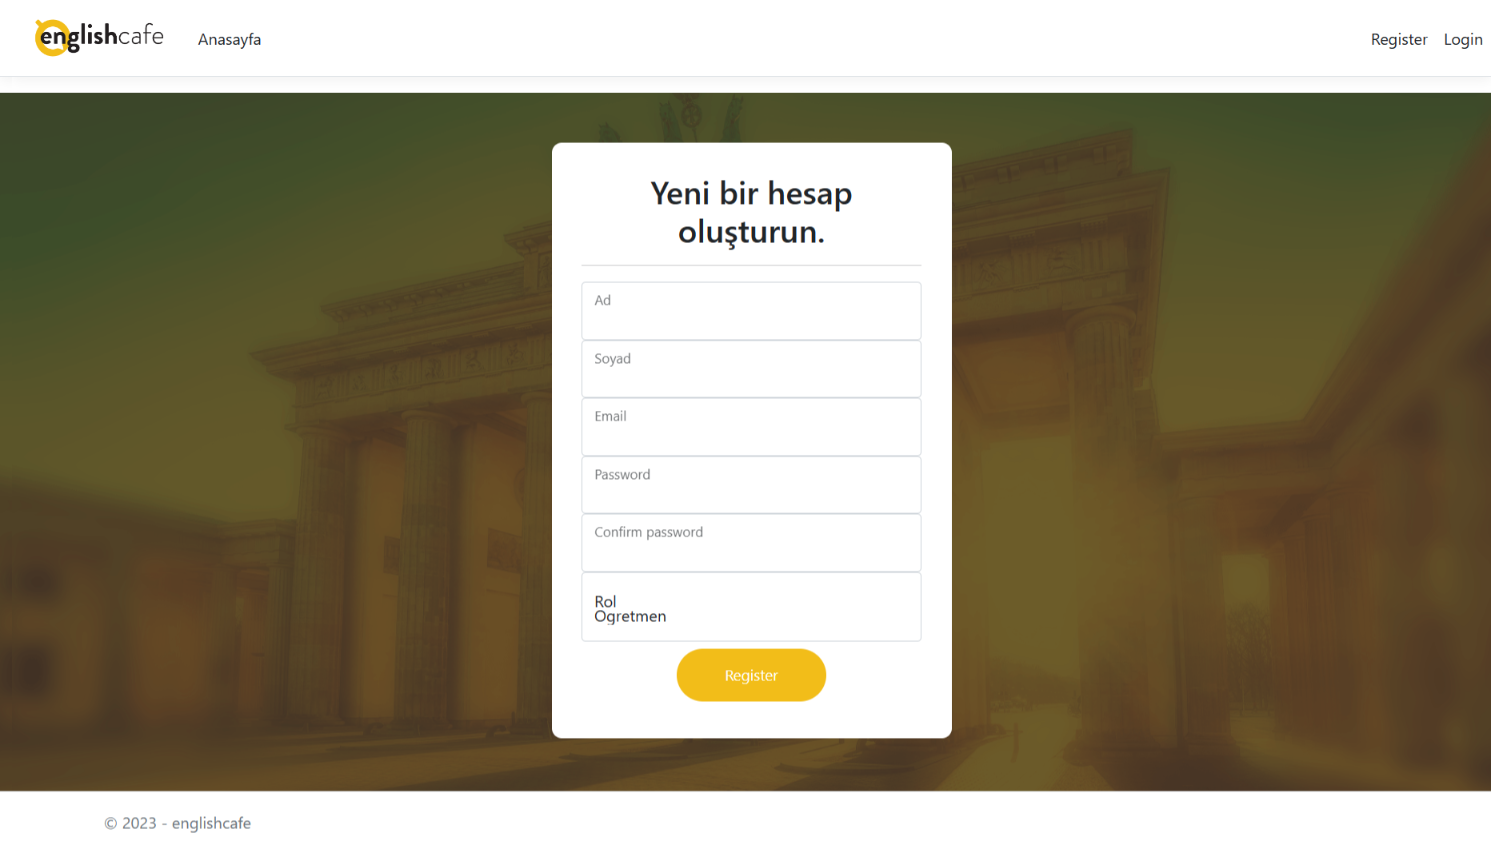 englishcafe
Anasayfa
Register
Login
Yeni bir hesap
oluşturun.
Ad
Soyad
Email
Password
Confirm password
Rol
Ogretmen
Register
© 2023 - englishcafe